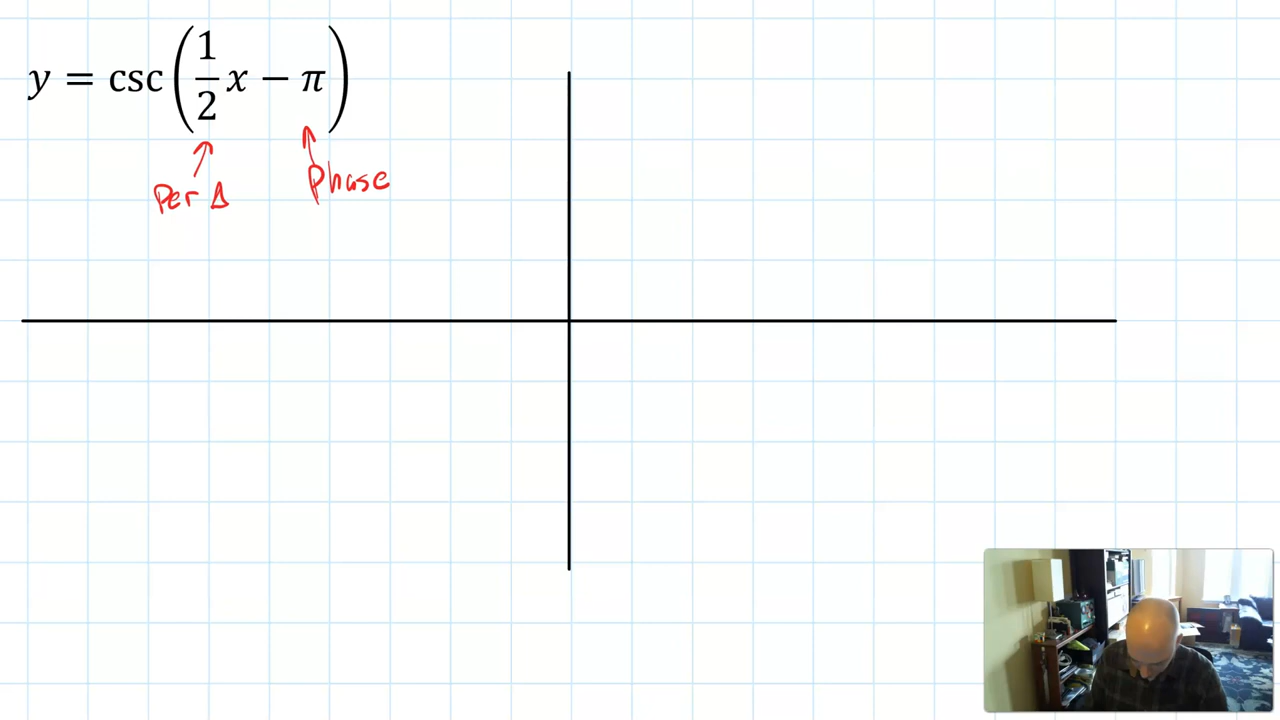 y = csc(1/2 x − π)
Per Δ
Phase